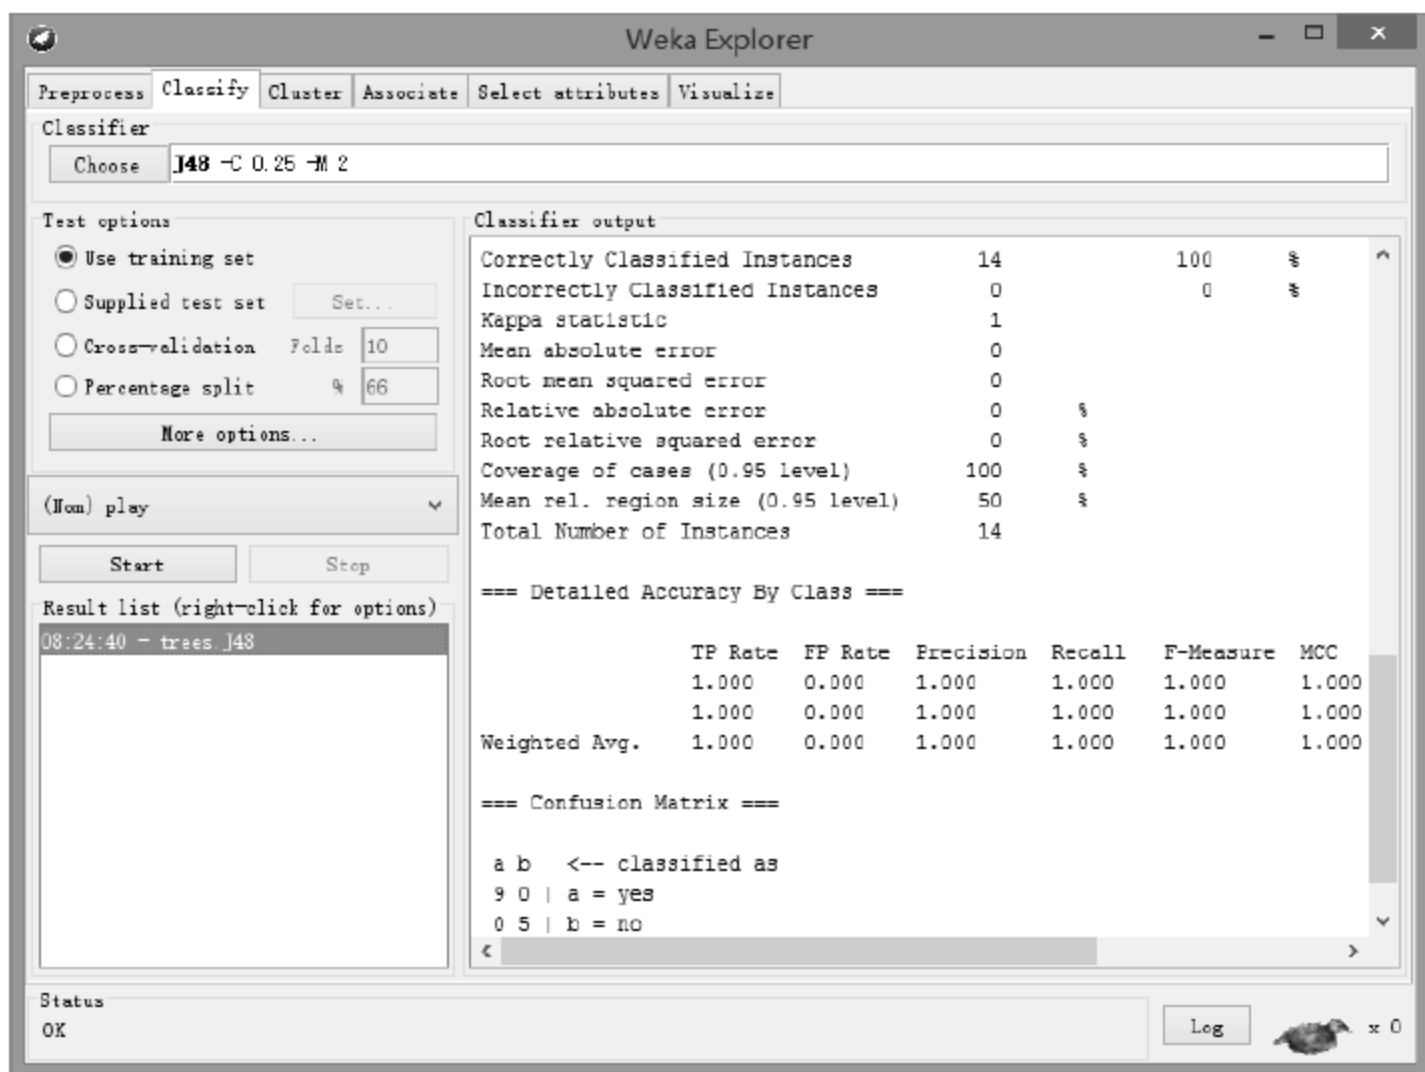 Weka Explorer
Preprocess Classify Cluster Associate Select attributes Visualize
Classifier
Choose J48 -C 0.25 -M 2
Test options
Use training set
Supplied test set Set...
Cross-validation Folds 10
Percentage split % 66
More options...
(Nom) play
Start Stop
Result list (right-click for options)
08:24:40 - trees.J48
Classifier output
Correctly Classified Instances 14 100 %
Incorrectly Classified Instances 0 0 %
Kappa statistic 1
Mean absolute error 0
Root mean squared error 0
Relative absolute error 0 %
Root relative squared error 0 %
Coverage of cases (0.95 level) 100 %
Mean rel. region size (0.95 level) 50 %
Total Number of Instances 14
=== Detailed Accuracy By Class ===
TP Rate FP Rate Precision Recall F-Measure MCC
1.000 0.000 1.000 1.000 1.000 1.000
1.000 0.000 1.000 1.000 1.000 1.000
Weighted Avg. 1.000 0.000 1.000 1.000 1.000 1.000
=== Confusion Matrix ===
a b <-- classified as
9 0 | a = yes
0 5 | b = no
Status
OK
Log x 0